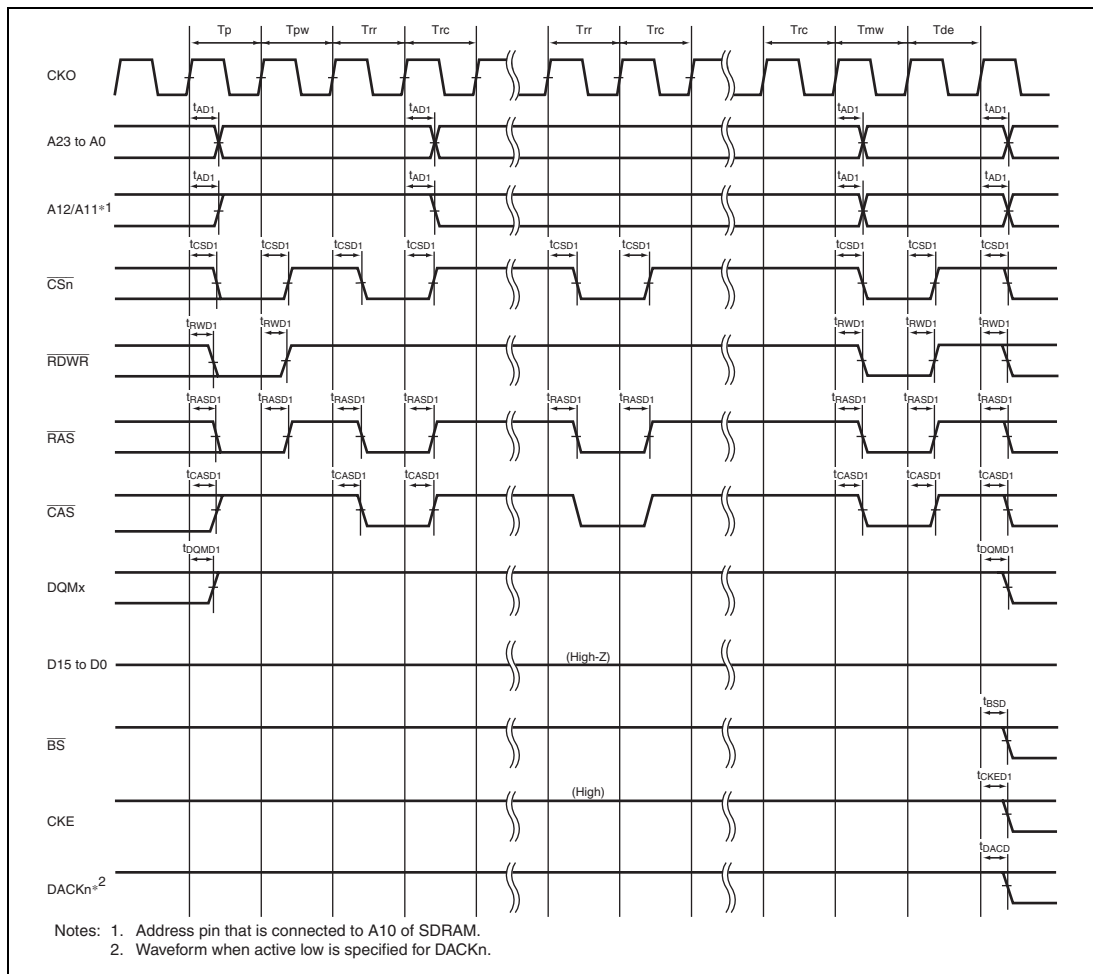 Tp Tpw Trr Trc Trr Trc Trc Tmw Tde
CKO
tAD1 tAD1 tAD1 tAD1
A23 to A0
tAD1 tAD1 tAD1 tAD1
A12/A11*1
tCSD1 tCSD1 tCSD1 tCSD1 tCSD1 tCSD1 tCSD1 tCSD1 tCSD1
CSn
tRWD1 tRWD1 tRWD1 tRWD1 tRWD1
RDWR
tRASD1 tRASD1 tRASD1 tRASD1 tRASD1 tRASD1 tRASD1 tRASD1 tRASD1
RAS
tCASD1 tCASD1 tCASD1 tCASD1 tCASD1 tCASD1
CAS
tDQMD1 tDQMD1
DQMx
(High-Z)
D15 to D0
tBSD
BS
tCKED1
(High)
CKE
tDACD
DACKn*2
Notes: 1. Address pin that is connected to A10 of SDRAM.
2. Waveform when active low is specified for DACKn.